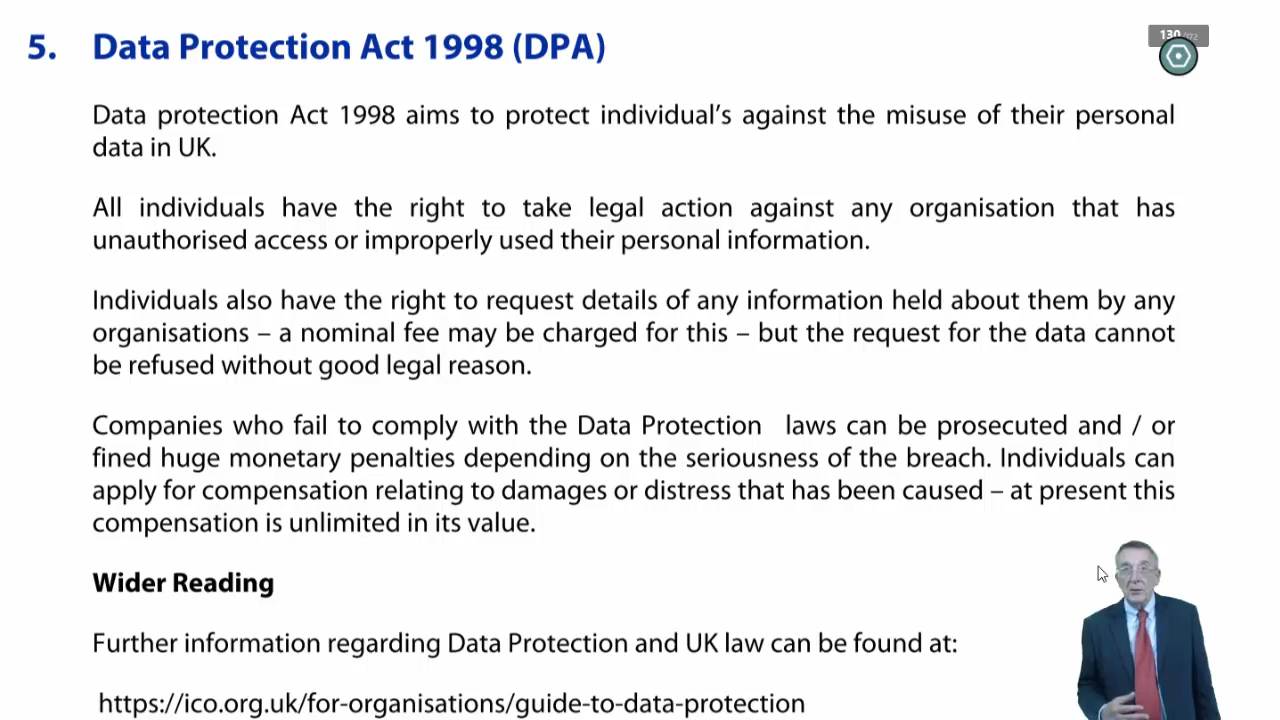 5. Data Protection Act 1998 (DPA)
130 /172
Data protection Act 1998 aims to protect individual's against the misuse of their personal
data in UK.
All individuals have the right to take legal action against any organisation that has
unauthorised access or improperly used their personal information.
Individuals also have the right to request details of any information held about them by any
organisations – a nominal fee may be charged for this – but the request for the data cannot
be refused without good legal reason.
Companies who fail to comply with the Data Protection laws can be prosecuted and / or
fined huge monetary penalties depending on the seriousness of the breach. Individuals can
apply for compensation relating to damages or distress that has been caused – at present this
compensation is unlimited in its value.
Wider Reading
Further information regarding Data Protection and UK law can be found at:
https://ico.org.uk/for-organisations/guide-to-data-protection